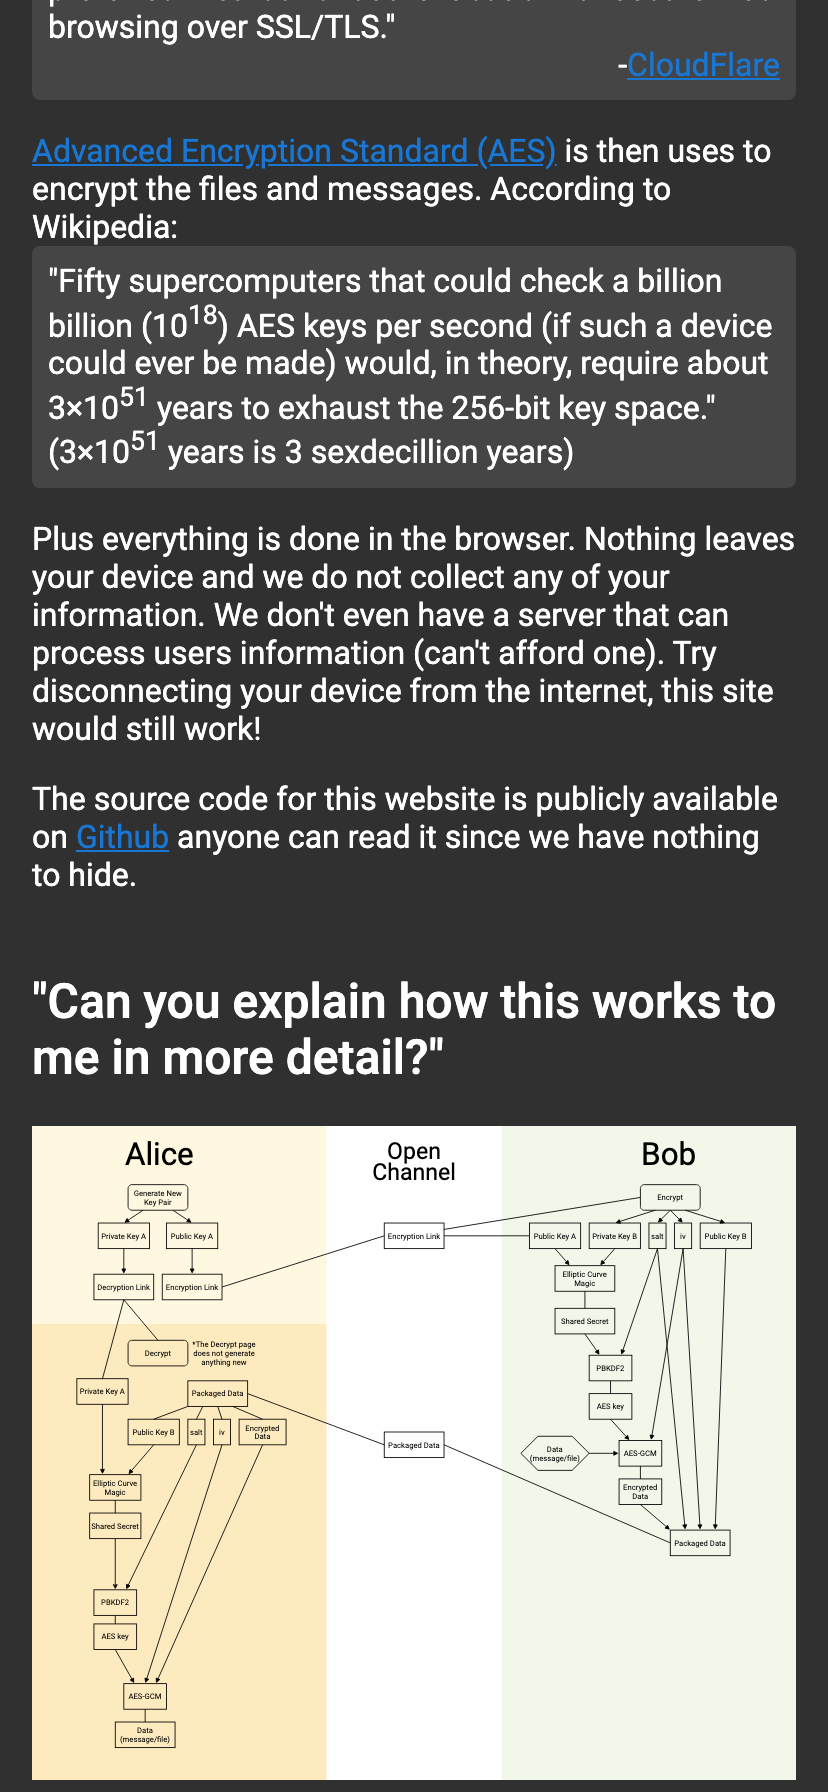 browsing over SSL/TLS."
-CloudFlare
Advanced Encryption Standard (AES) is then uses to
encrypt the files and messages. According to
Wikipedia:
"Fifty supercomputers that could check a billion
billion (10^18) AES keys per second (if such a device
could ever be made) would, in theory, require about
3×10^51 years to exhaust the 256-bit key space."
(3×10^51 years is 3 sexdecillion years)
Plus everything is done in the browser. Nothing leaves
your device and we do not collect any of your
information. We don't even have a server that can
process users information (can't afford one). Try
disconnecting your device from the internet, this site
would still work!
The source code for this website is publicly available
on Github anyone can read it since we have nothing
to hide.
"Can you explain how this works to
me in more detail?"
Alice
Generate New
Key Pair
Private Key A
Public Key A
Decryption Link
Encryption Link
Decrypt
*The Decrypt page
does not generate
anything new
Private Key A
Packaged Data
Public Key B
salt
iv
Encrypted
Data
Elliptic Curve
Magic
Shared Secret
PBKDF2
AES key
AES-GCM
Data
(message/file)
Open
Channel
Encryption Link
Packaged Data
Bob
Encrypt
Public Key A
Private Key B
salt
iv
Public Key B
Elliptic Curve
Magic
Shared Secret
PBKDF2
AES key
Data
(message/file)
AES-GCM
Encrypted
Data
Packaged Data